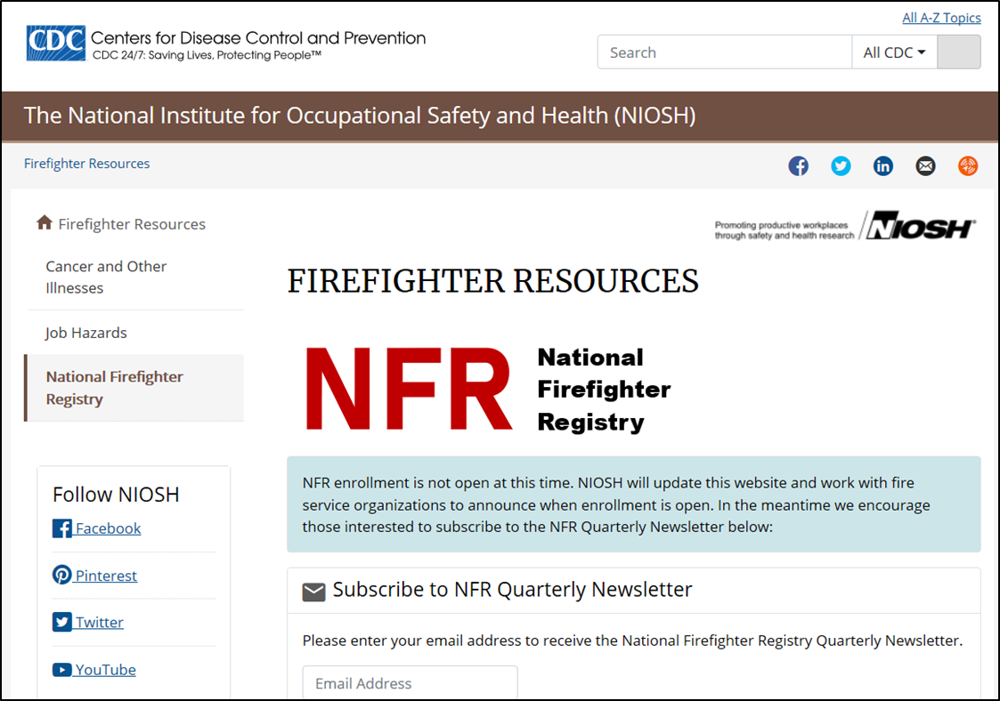 All A-Z Topics
CDC
Centers for Disease Control and Prevention
CDC 24/7: Saving Lives, Protecting People™
Search
All CDC
The National Institute for Occupational Safety and Health (NIOSH)
Firefighter Resources
Firefighter Resources
Cancer and Other
Illnesses
Job Hazards
National Firefighter
Registry
Follow NIOSH
Facebook
Pinterest
Twitter
YouTube
Promoting productive workplaces
through safety and health research
NIOSH
FIREFIGHTER RESOURCES
NFR
National
Firefighter
Registry
NFR enrollment is not open at this time. NIOSH will update this website and work with fire
service organizations to announce when enrollment is open. In the meantime we encourage
those interested to subscribe to the NFR Quarterly Newsletter below:
Subscribe to NFR Quarterly Newsletter
Please enter your email address to receive the National Firefighter Registry Quarterly Newsletter.
Email Address